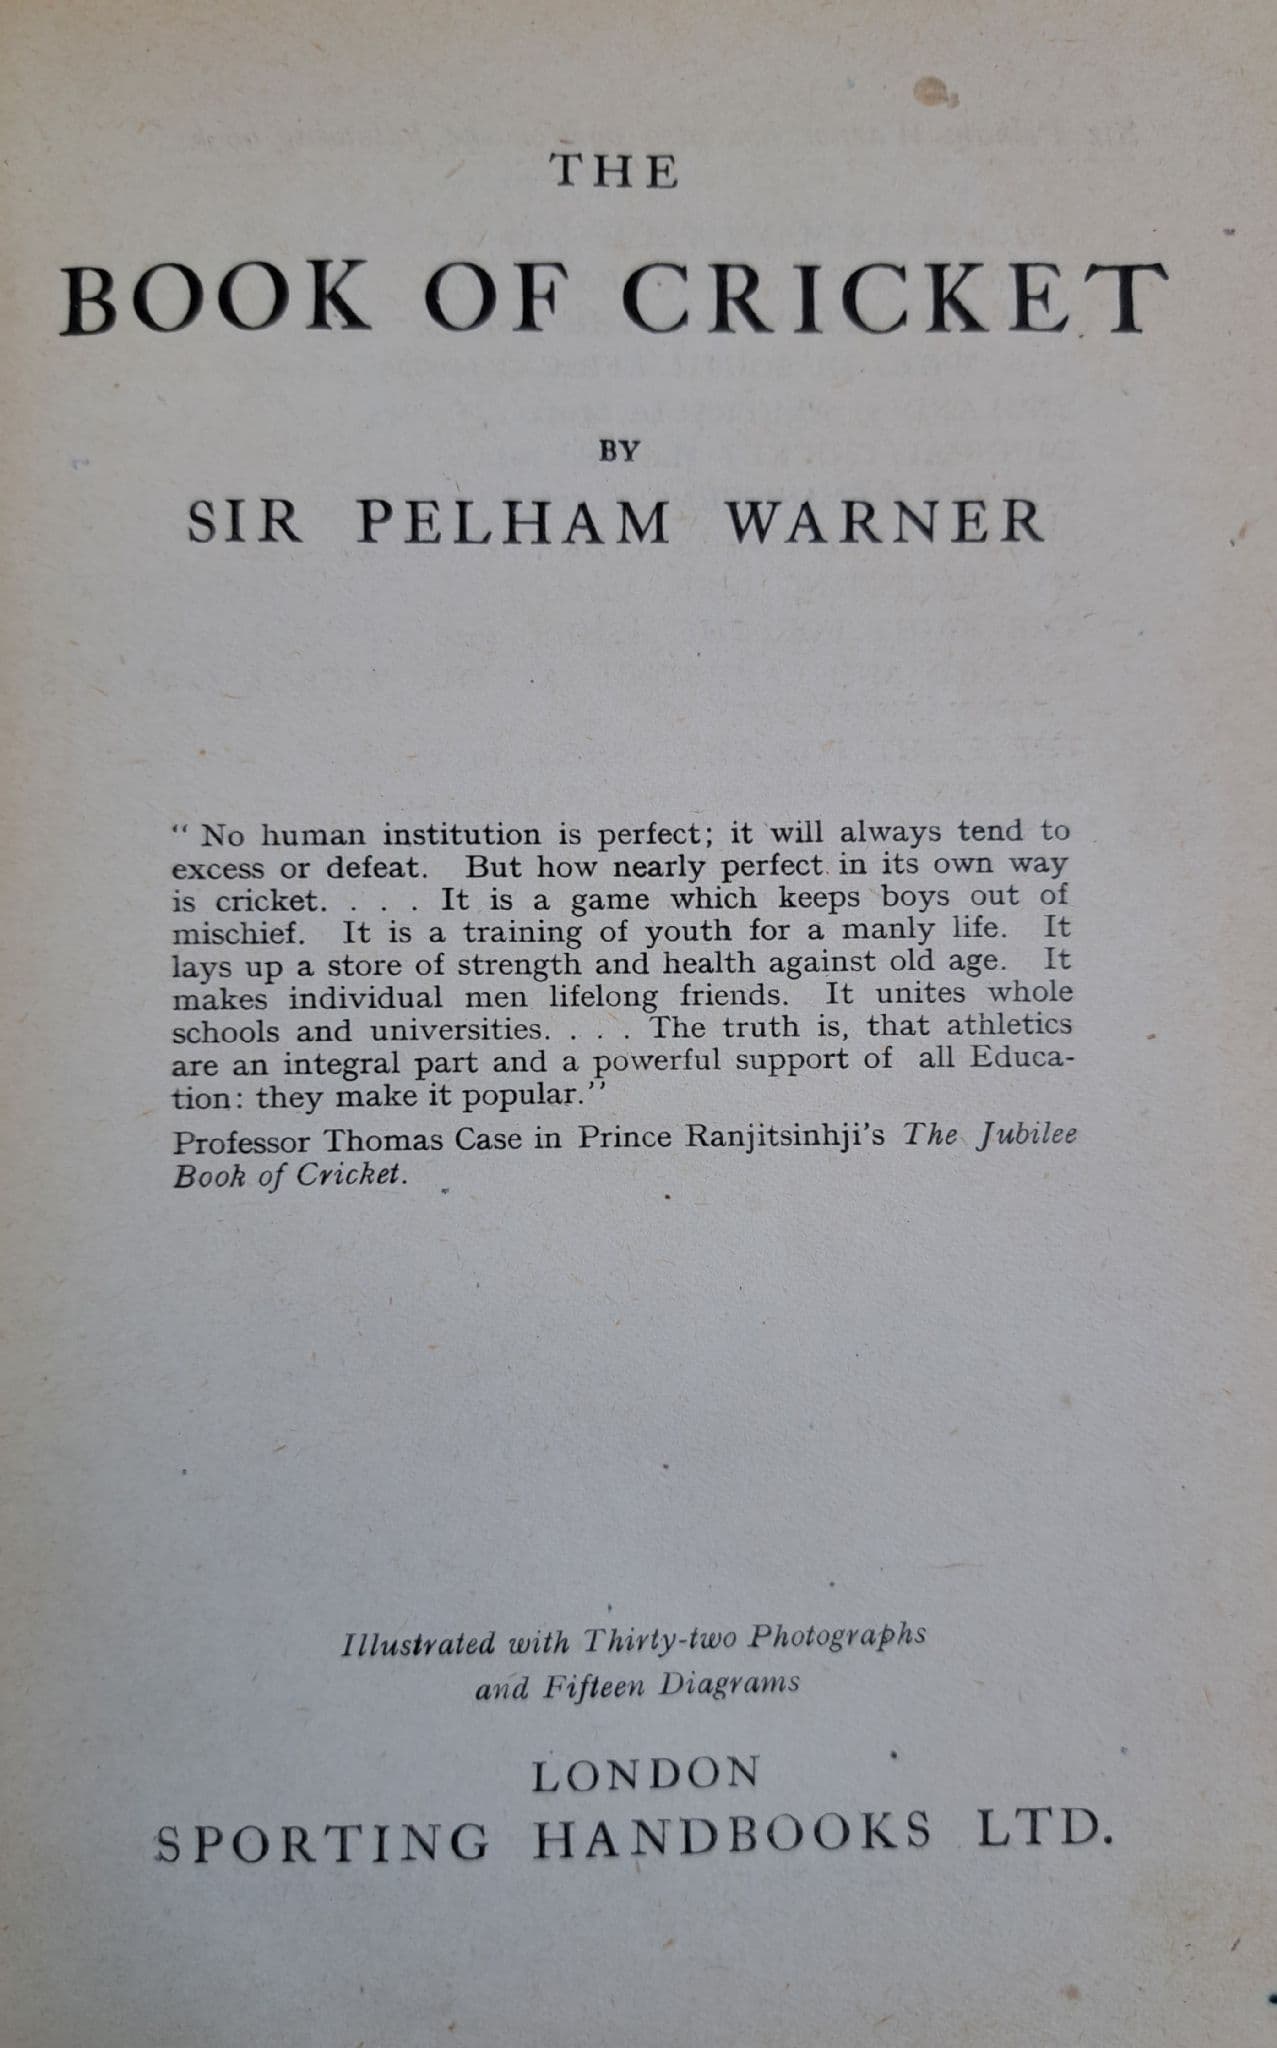 THE
BOOK OF CRICKET
BY
SIR PELHAM WARNER
“ No human institution is perfect; it will always tend to
excess or defeat. But how nearly perfect in its own way
is cricket. . . . It is a game which keeps boys out of
mischief. It is a training of youth for a manly life. It
lays up a store of strength and health against old age. It
makes individual men lifelong friends. It unites whole
schools and universities. . . . The truth is, that athletics
are an integral part and a powerful support of all Educa-
tion: they make it popular.”
Professor Thomas Case in Prince Ranjitsinhji’s The Jubilee
Book of Cricket.
Illustrated with Thirty-two Photographs
and Fifteen Diagrams
LONDON
SPORTING HANDBOOKS LTD.